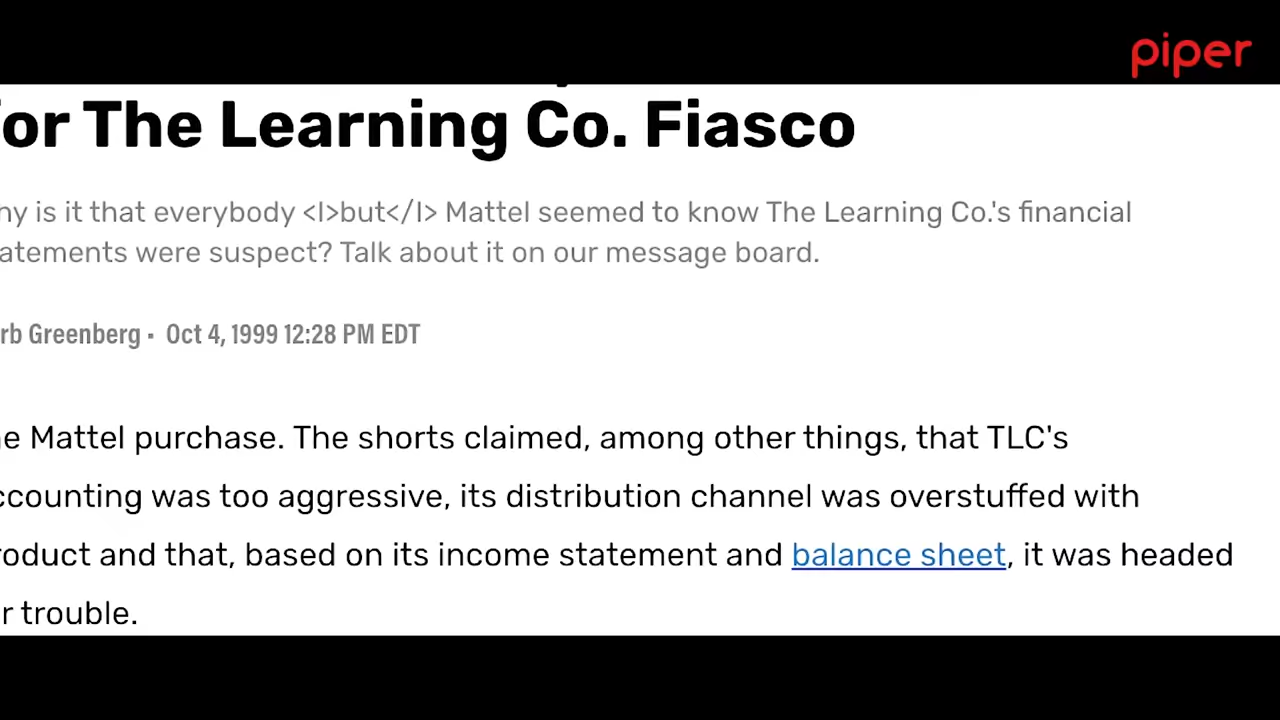 piper
or The Learning Co. Fiasco
hy is it that everybody <I>but</I> Mattel seemed to know The Learning Co.'s financial
atements were suspect? Talk about it on our message board.
rb Greenberg · Oct 4, 1999 12:28 PM EDT
e Mattel purchase. The shorts claimed, among other things, that TLC's
ccounting was too aggressive, its distribution channel was overstuffed with
roduct and that, based on its income statement and balance sheet, it was headed
r trouble.